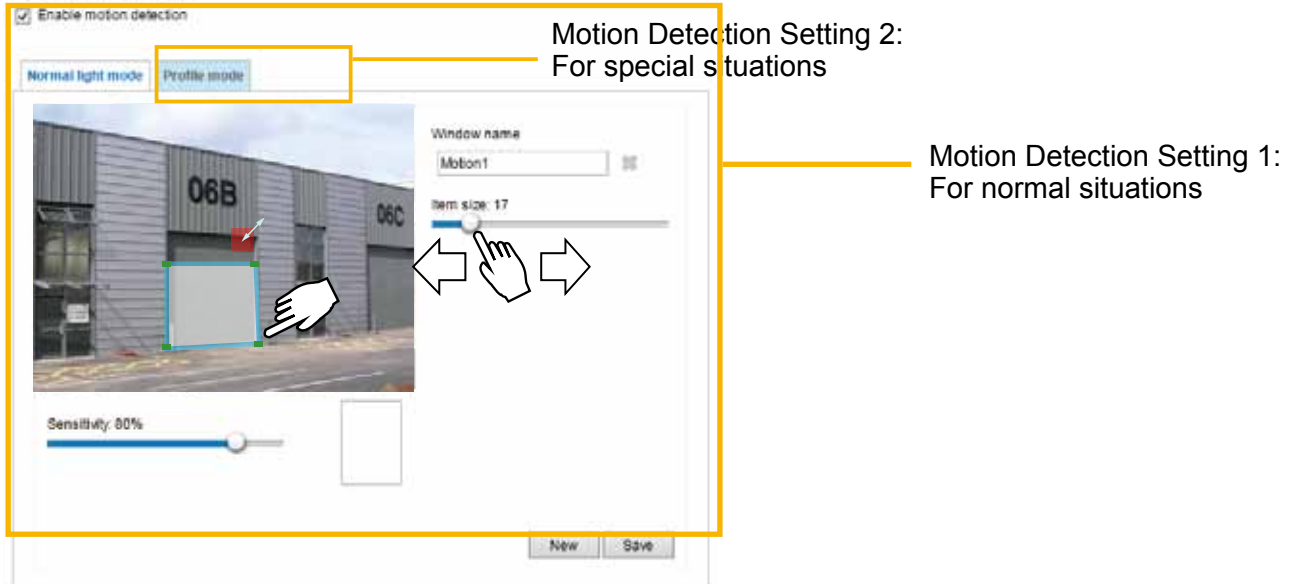 Enable motion detection
Motion Detection Setting 2:
For special situations
Normal light mode
Profile mode
Motion Detection Setting 1:
For normal situations
Window name
Motion1
Item size: 17
06B
06C
Sensitivity: 80%
New
Save